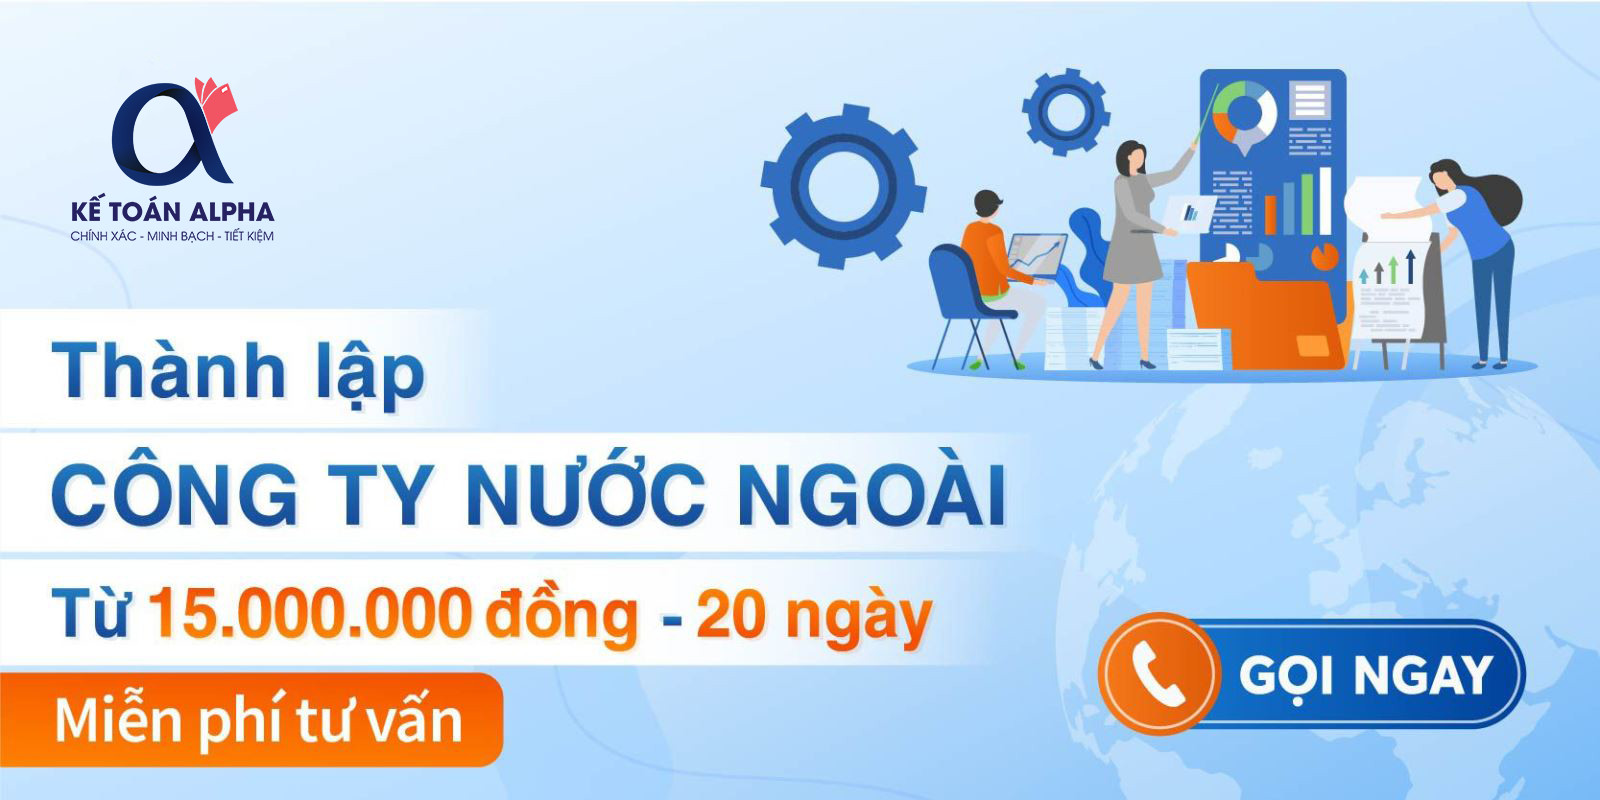 KẾ TOÁN ALPHA
CHÍNH XÁC - MINH BẠCH - TIẾT KIỆM
Thành lập
CÔNG TY NƯỚC NGOÀI
Từ 15.000.000 đồng - 20 ngày
Miễn phí tư vấn
GỌI NGAY